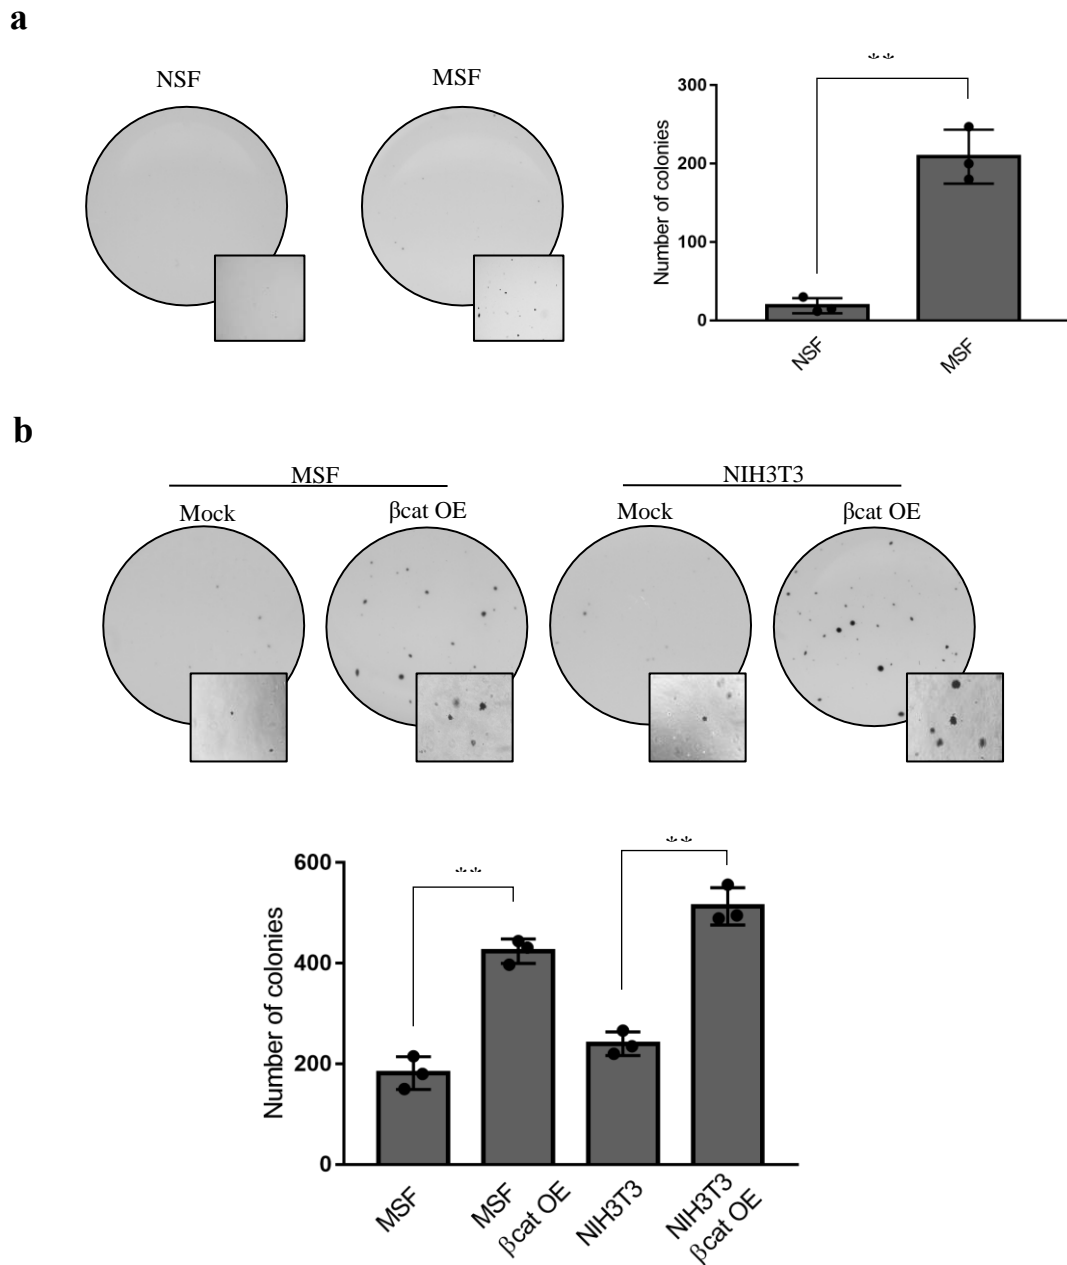 a
NSF
MSF
**
300
200
100
0
Number of colonies
NSF
MSF
b
MSF
NIH3T3
Mock
βcat OE
Mock
βcat OE
**
**
600
400
200
0
Number of colonies
MSF
MSF
βcat OE
NIH3T3
NIH3T3
βcat OE